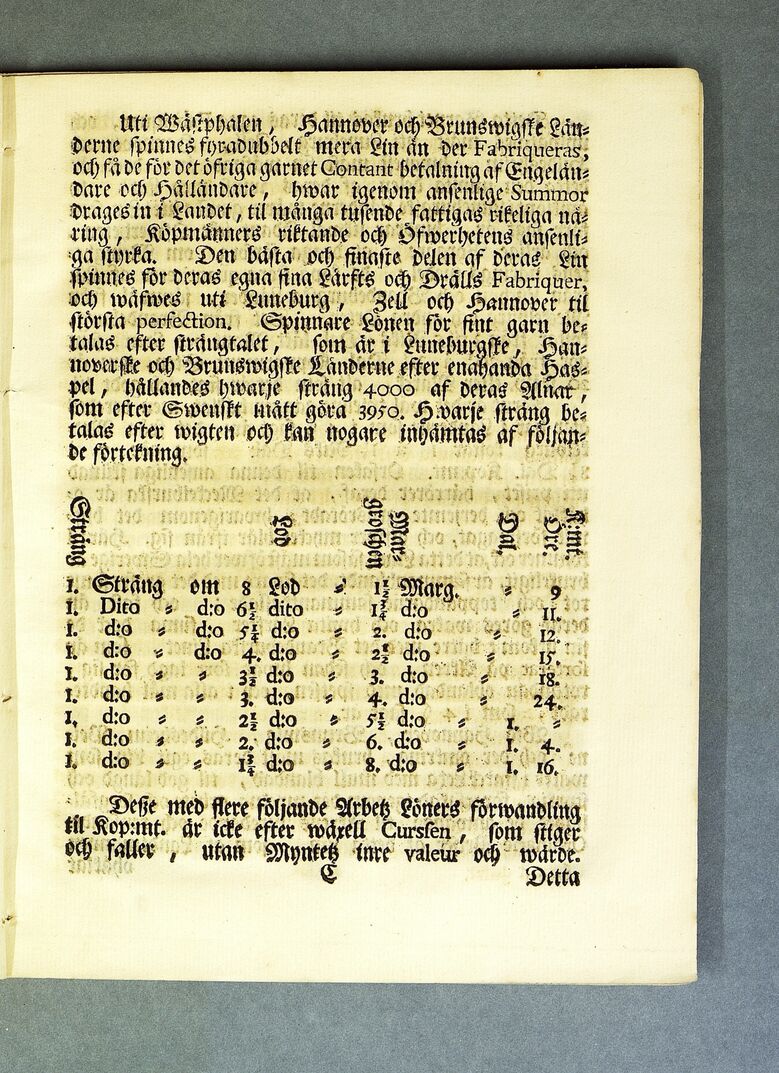 Uti Wästphalen, Hannover och Brunswigske Län-
derne spinnes fyradubbelt mera Lin än der Fabriqueras,
och få de för det öfriga garnet Contant betalning af Engelän-
dare och Hålländare, hwar igenom ansenlige Summor
drages in i Landet, til många tusende fattigas rikeliga nä-
ring, Köpmänners riktande och Öfwerhetens ansenli-
ga styrka. Den bästa och finaste delen af deras Lin
spinnes för deras egna fina Lärfts och Drälls Fabriquer,
och wäfwes uti Luneburg, Zell och Hannover til
största perfection. Spinnare Lönen för fint garn be-
talas efter strängtalet, som är i Luneburgske, Han-
noverske och Brunswigske Länderne efter enahanda Has-
pel, hållandes hwarje sträng 4000 af deras Alnar,
som efter Swenskt mått göra 3950. Hwarje sträng be-
talas efter wigten och kan nogare inhämtas af följan-
de förtekning.
Sträng Lod Mar-groschen Dal. K:mt. Öre.
1. Sträng om 8 Lod ⸗ 1½ Marg. ⸗ 9
1. Dito ⸗ d:o 6½ dito ⸗ 1¾ d:o ⸗ 11.
1. d:o ⸗ d:o 5¼ d:o ⸗ 2. d:o ⸗ 12.
1. d:o ⸗ d:o 4. d:o ⸗ 2½ d:o ⸗ 15.
1. d:o ⸗ ⸗ 3½ d:o ⸗ 3. d:o ⸗ 18.
1. d:o ⸗ ⸗ 3. d:o ⸗ 4. d:o ⸗ 24.
1. d:o ⸗ ⸗ 2½ d:o ⸗ 5½ d:o ⸗ 1. ⸗
1. d:o ⸗ ⸗ 2. d:o ⸗ 6. d:o ⸗ 1. 4.
1. d:o ⸗ ⸗ 1¾ d:o ⸗ 8. d:o ⸗ 1. 16.
Deße med flere följande Arbetz Löners förwandling
til Kop:mt. är icke efter wäxell Curssen, som stiger
och faller, utan Myntetz inre valeur och wärde.
C Detta